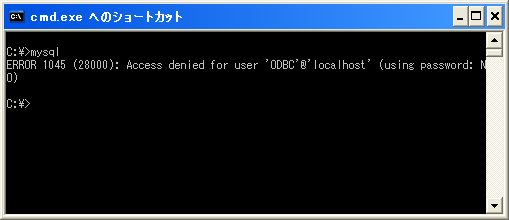 cmd.exe へのショートカット
C:¥>mysql
ERROR 1045 (28000): Access denied for user 'ODBC'@'localhost' (using password: N
O)
C:¥>